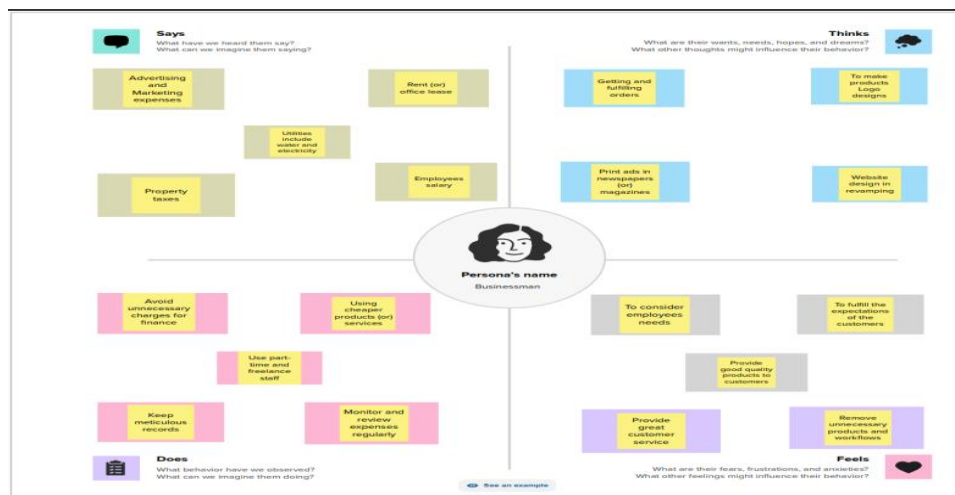 Says
What have we heard them say?
What can we imagine them saying?
Advertising
and
Marketing
expenses
Rent (or)
office lease
Utilities
include
water and
electricity
Property
taxes
Employees
salary
Thinks
What are their wants, needs, hopes, and dreams?
What other thoughts might influence their behavior?
Getting and
fulfilling
orders
To make
products
Logo
designs
Print ads in
newspapers
(or)
magazines
Website
design in
revamping
Persona's name
Businessman
Avoid
unnecessary
charges for
finance
Using
cheaper
products (or)
services
Use part-
time and
freelance
staff
Keep
meticulous
records
Monitor and
review
expenses
regularly
Does
What behavior have we observed?
What can we imagine them doing?
To consider
employees
needs
To fulfill the
expectations
of the
customers
Provide
good quality
products to
customers
Provide
great
customer
service
Remove
unnecessary
products and
workflows
Feels
What are their fears, frustrations, and anxieties?
What other feelings might influence their behavior?
See an example